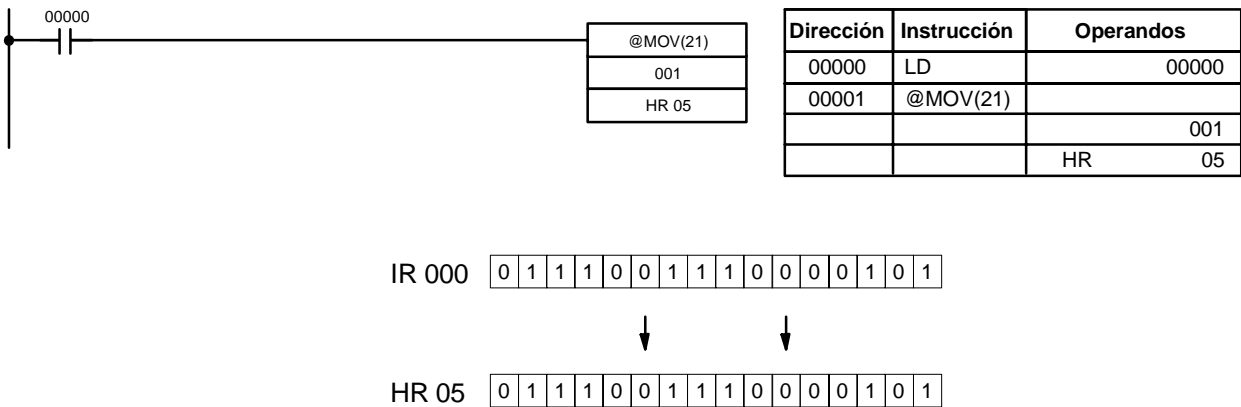 00000
@MOV(21)
001
HR 05
Dirección Instrucción Operandos
00000 LD 00000
00001 @MOV(21)
001
HR 05
IR 000 0 1 1 1 0 0 1 1 1 0 0 0 0 1 0 1
HR 05 0 1 1 1 0 0 1 1 1 0 0 0 0 1 0 1